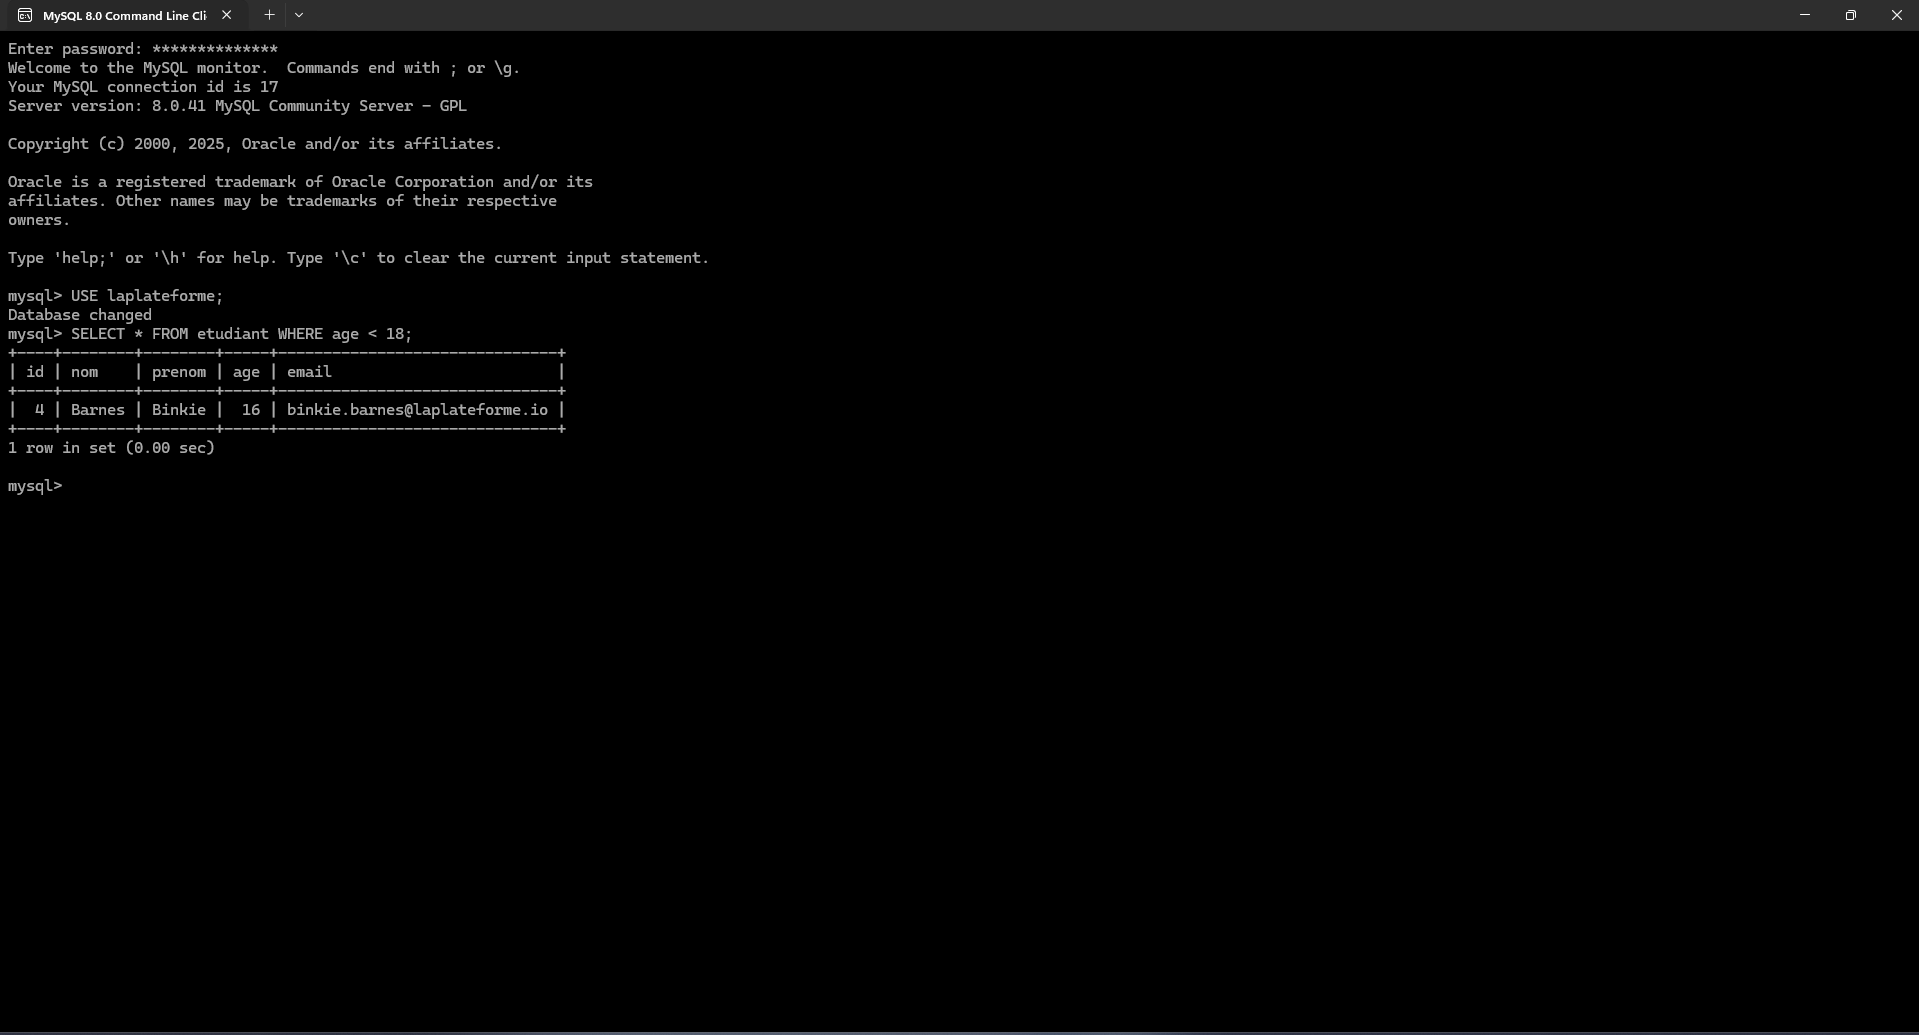 MySQL 8.0 Command Line Cli
Enter password: **************
Welcome to the MySQL monitor.  Commands end with ; or \g.
Your MySQL connection id is 17
Server version: 8.0.41 MySQL Community Server - GPL
Copyright (c) 2000, 2025, Oracle and/or its affiliates.
Oracle is a registered trademark of Oracle Corporation and/or its
affiliates. Other names may be trademarks of their respective
owners.
Type 'help;' or '\h' for help. Type '\c' to clear the current input statement.
mysql> USE laplateforme;
Database changed
mysql> SELECT * FROM etudiant WHERE age < 18;
+----+--------+--------+-----+-------------------------------+
| id | nom    | prenom | age | email                         |
+----+--------+--------+-----+-------------------------------+
|  4 | Barnes | Binkie |  16 | binkie.barnes@laplateforme.io |
+----+--------+--------+-----+-------------------------------+
1 row in set (0.00 sec)
mysql>